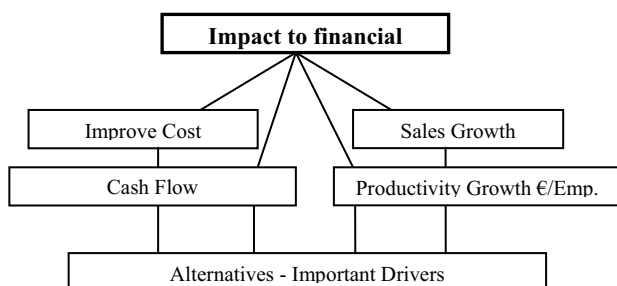 Impact to financial
Improve Cost
Sales Growth
Cash Flow
Productivity Growth €/Emp.
Alternatives - Important Drivers